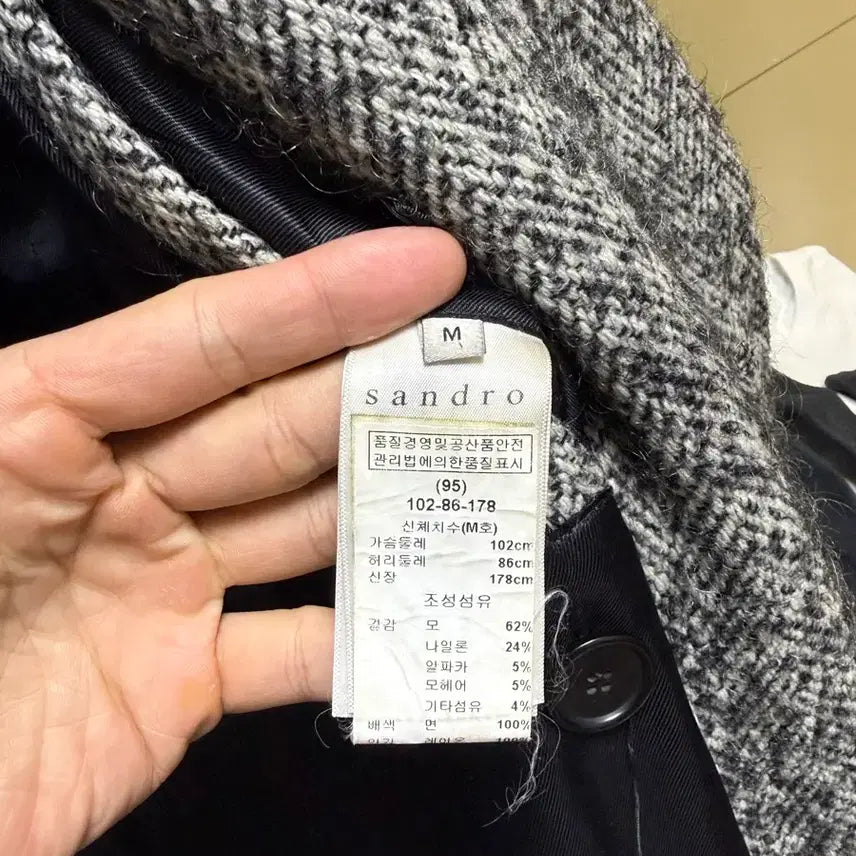 M
sandro
품질경영및공산품안전
관리법에의한품질표시
(95)
102-86-178
신체치수(M호)
가슴둘레 102cm
허리둘레 86cm
신장 178cm
조성섬유
겉감 모 62%
나일론 24%
알파카 5%
모헤어 5%
기타섬유 4%
배색 면 100%